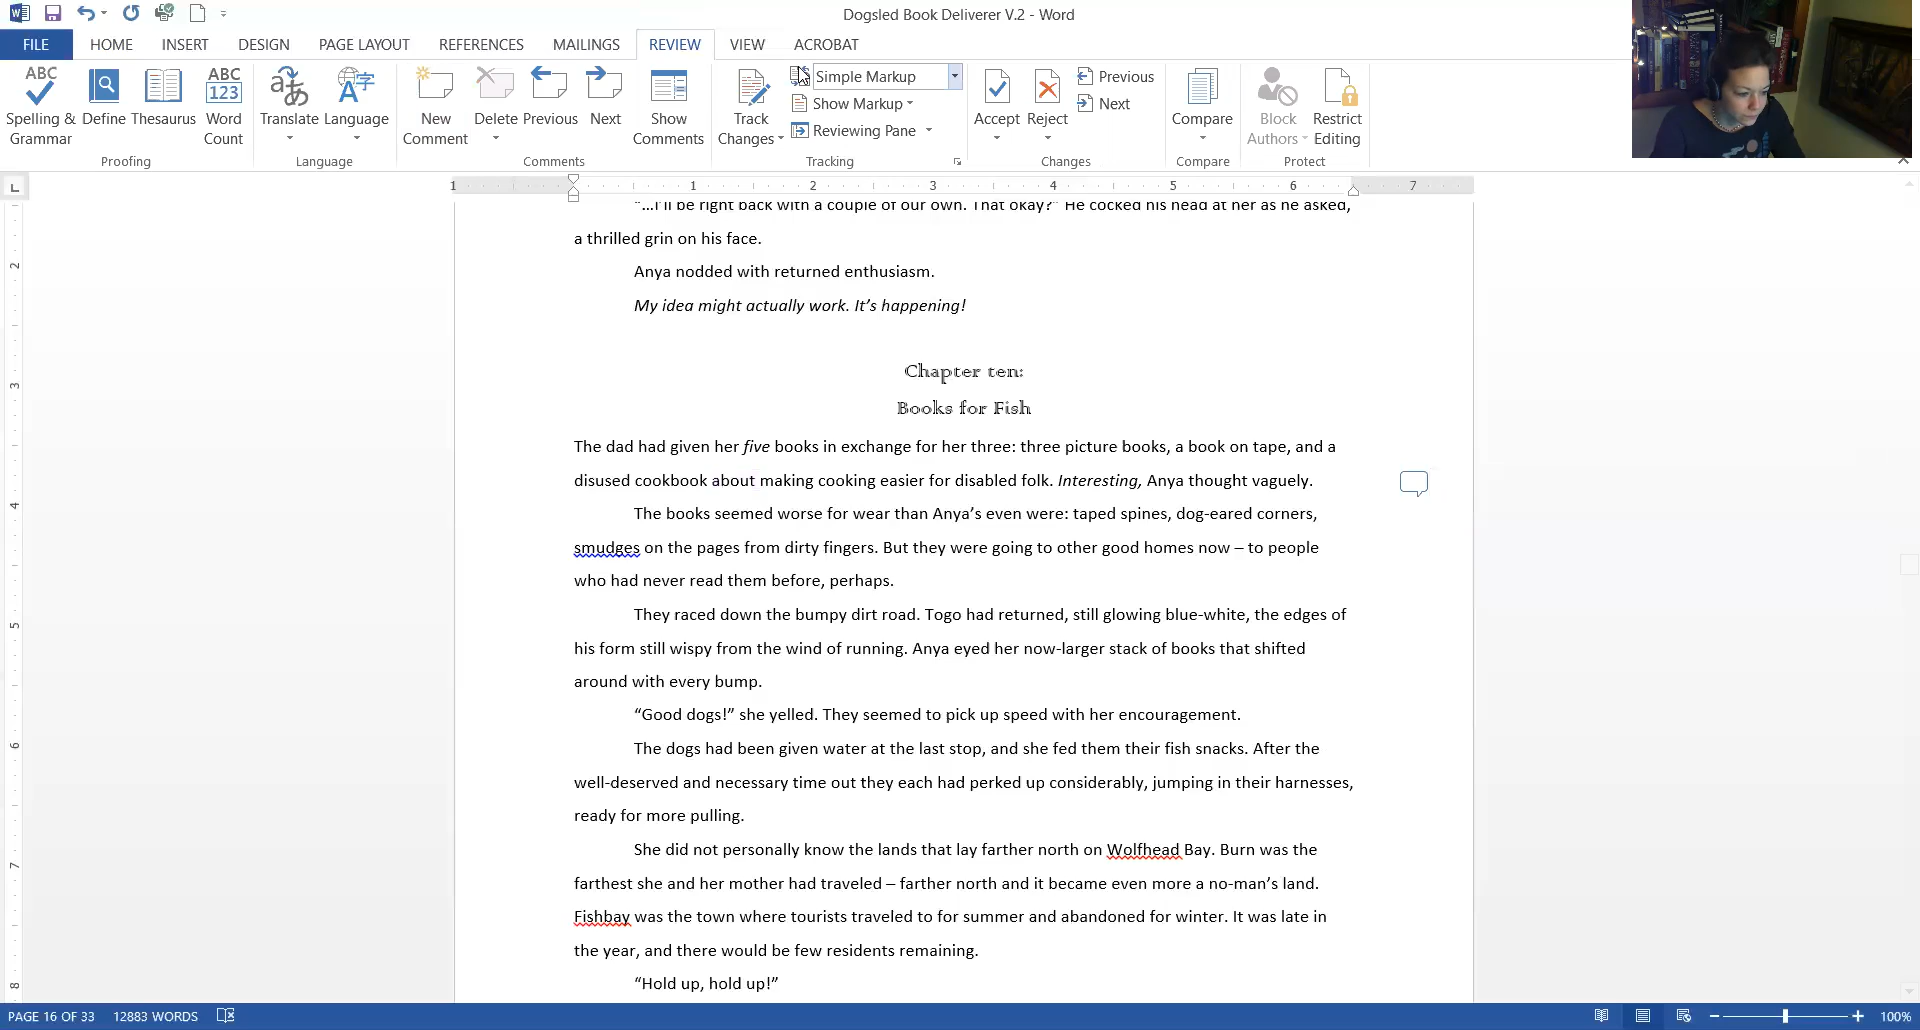 Dogsled Book Deliverer V.2 - Word
FILE HOME INSERT DESIGN PAGE LAYOUT REFERENCES MAILINGS REVIEW VIEW ACROBAT
ABC
Spelling & Grammar
Define
Thesaurus
ABC 123
Word Count
Proofing
Translate
Language
Language
New Comment
Delete
Previous
Next
Show Comments
Comments
Track Changes
Simple Markup
Show Markup
Reviewing Pane
Tracking
Accept
Reject
Previous
Next
Changes
Compare
Compare
Block Authors
Restrict Editing
Protect
1 1 2 3 4 5 6 7
“…I’ll be right back with a couple of our own. That okay?” He cocked his head at her as he asked,
a thrilled grin on his face.
Anya nodded with returned enthusiasm.
My idea might actually work. It’s happening!
Chapter ten:
Books for Fish
The dad had given her five books in exchange for her three: three picture books, a book on tape, and a
disused cookbook about making cooking easier for disabled folk. Interesting, Anya thought vaguely.
The books seemed worse for wear than Anya’s even were: taped spines, dog-eared corners,
smudges on the pages from dirty fingers. But they were going to other good homes now – to people
who had never read them before, perhaps.
They raced down the bumpy dirt road. Togo had returned, still glowing blue-white, the edges of
his form still wispy from the wind of running. Anya eyed her now-larger stack of books that shifted
around with every bump.
“Good dogs!” she yelled. They seemed to pick up speed with her encouragement.
The dogs had been given water at the last stop, and she fed them their fish snacks. After the
well-deserved and necessary time out they each had perked up considerably, jumping in their harnesses,
ready for more pulling.
She did not personally know the lands that lay farther north on Wolfhead Bay. Burn was the
farthest she and her mother had traveled – farther north and it became even more a no-man’s land.
Fishbay was the town where tourists traveled to for summer and abandoned for winter. It was late in
the year, and there would be few residents remaining.
“Hold up, hold up!”
2
3
4
5
6
7
8
PAGE 16 OF 33 12883 WORDS 100%